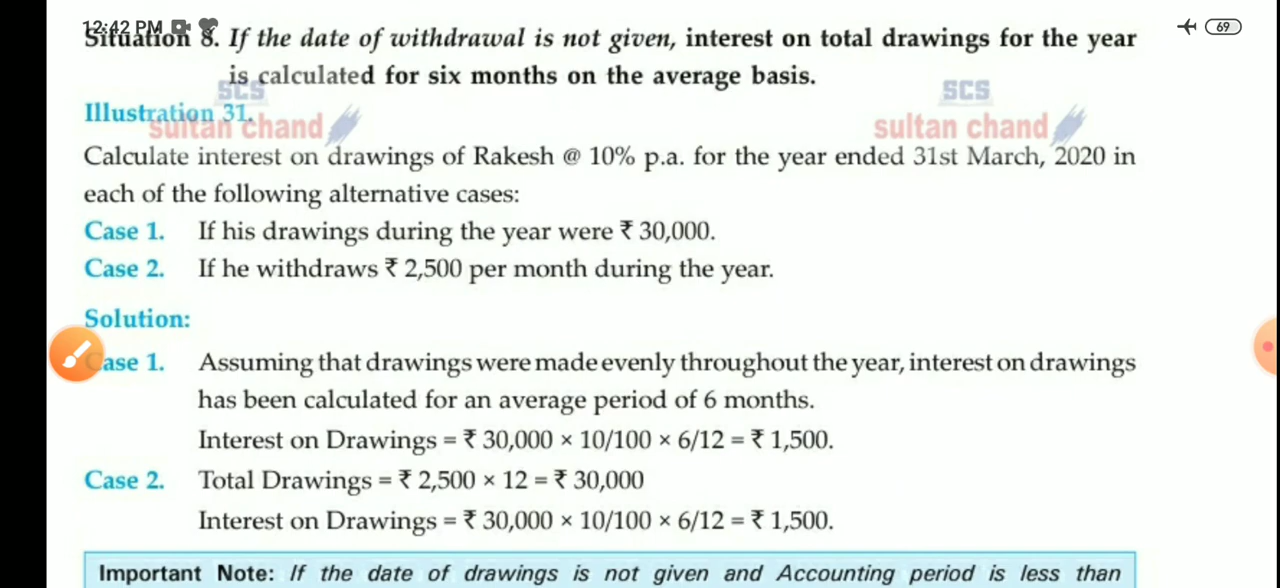 12:42 PM
69
Situation 8. If the date of withdrawal is not given, interest on total drawings for the year
is calculated for six months on the average basis.
SCS
SCS
Illustration 31.
sultan chand
sultan chand
Calculate interest on drawings of Rakesh @ 10% p.a. for the year ended 31st March, 2020 in
each of the following alternative cases:
Case 1. If his drawings during the year were ₹ 30,000.
Case 2. If he withdraws ₹ 2,500 per month during the year.
Solution:
Case 1. Assuming that drawings were made evenly throughout the year, interest on drawings
has been calculated for an average period of 6 months.
Interest on Drawings = ₹ 30,000 × 10/100 × 6/12 = ₹ 1,500.
Case 2. Total Drawings = ₹ 2,500 × 12 = ₹ 30,000
Interest on Drawings = ₹ 30,000 × 10/100 × 6/12 = ₹ 1,500.
Important Note: If the date of drawings is not given and Accounting period is less than